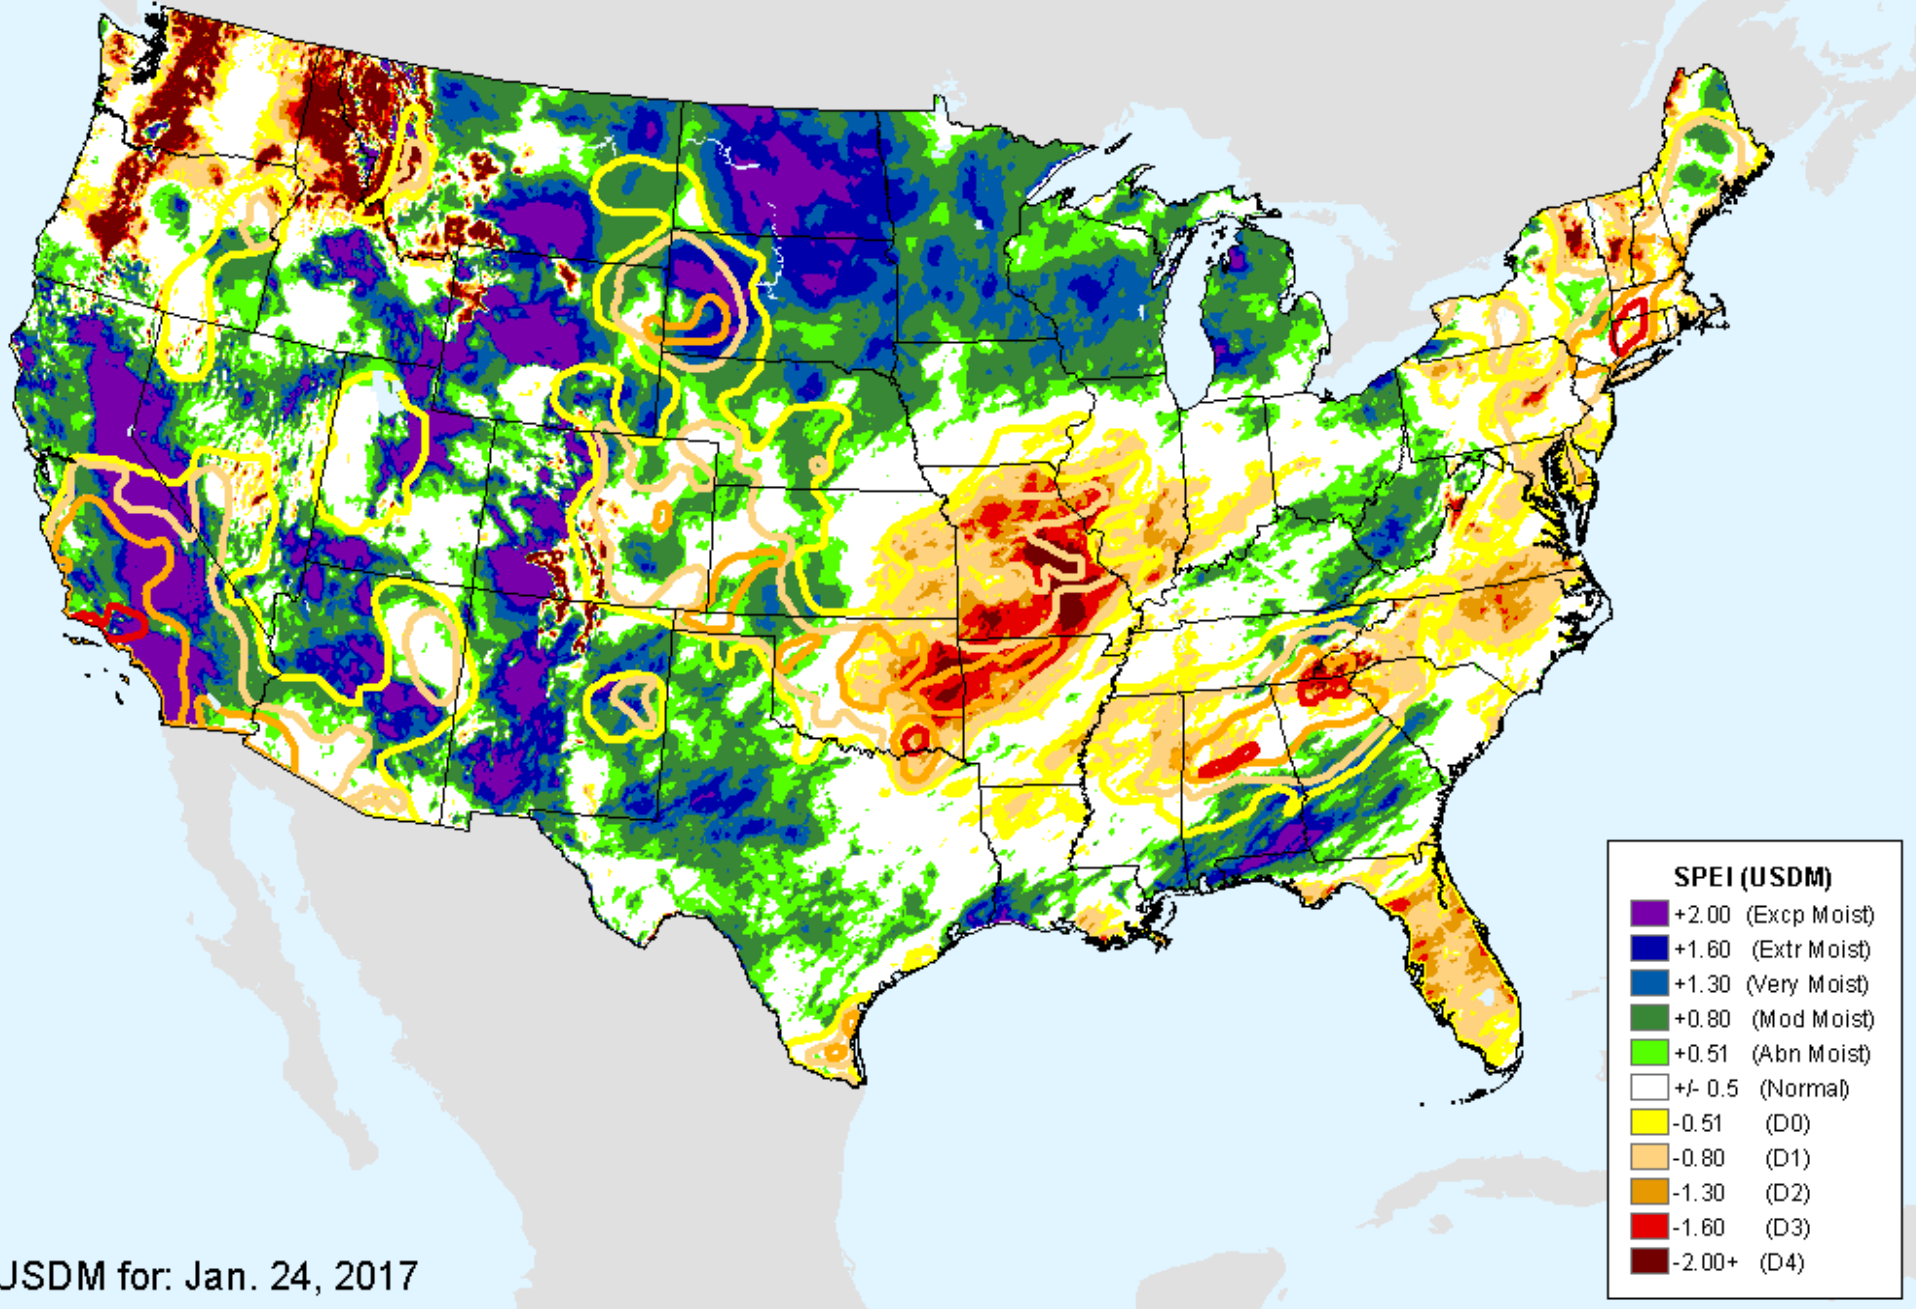 SPEI (USDM)
+2.00 (Excp Moist)
+1.60 (Extr Moist)
+1.30 (Very Moist)
+0.80 (Mod Moist)
+0.51 (Abn Moist)
+/- 0.5 (Normal)
-0.51 (D0)
-0.80 (D1)
-1.30 (D2)
-1.60 (D3)
-2.00+ (D4)
USDM for: Jan. 24, 2017